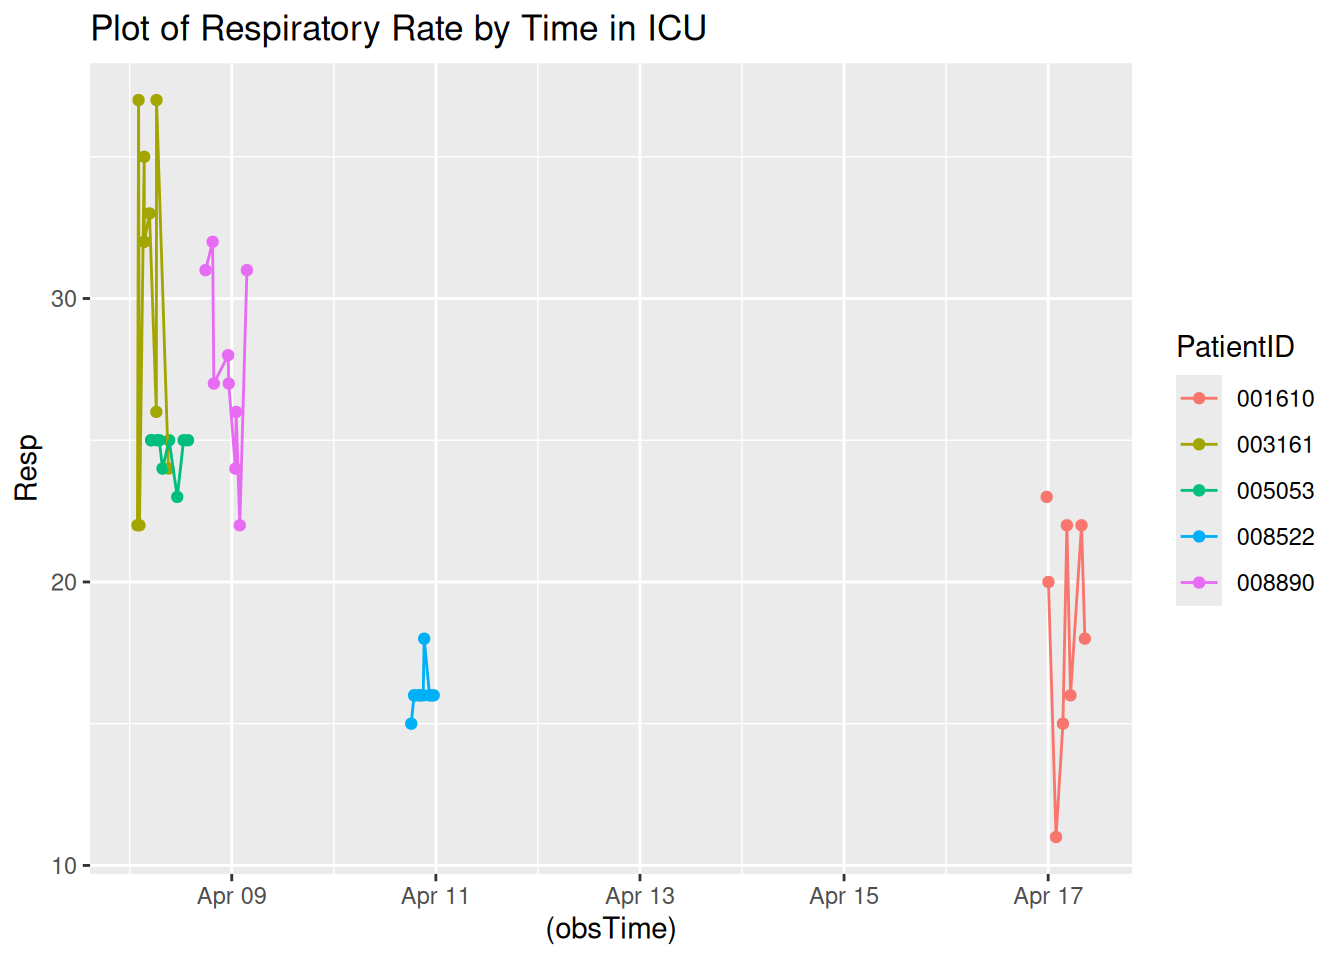 Plot of Respiratory Rate by Time in ICU
Resp
30
20
10
Apr 09
Apr 11
Apr 13
Apr 15
Apr 17
(obsTime)
PatientID
001610
003161
005053
008522
008890